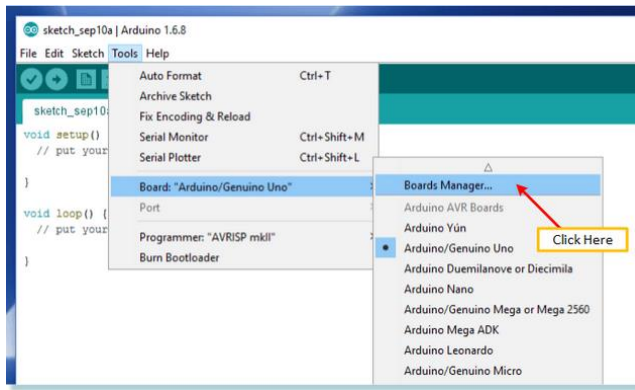 sketch_sep10a | Arduino 1.6.8
File Edit Sketch Tools Help
sketch_sep10
void setup()
// put your
}
void loop() {
// put your
}
Auto Format Ctrl+T
Archive Sketch
Fix Encoding & Reload
Serial Monitor Ctrl+Shift+M
Serial Plotter Ctrl+Shift+L
Board: "Arduino/Genuino Uno"
Port
Programmer: "AVRISP mkII"
Burn Bootloader
Boards Manager...
Arduino AVR Boards
Arduino Yún
Arduino/Genuino Uno
Arduino Duemilanove or Diecimila
Arduino Nano
Arduino/Genuino Mega or Mega 2560
Arduino Mega ADK
Arduino Leonardo
Arduino/Genuino Micro
Click Here